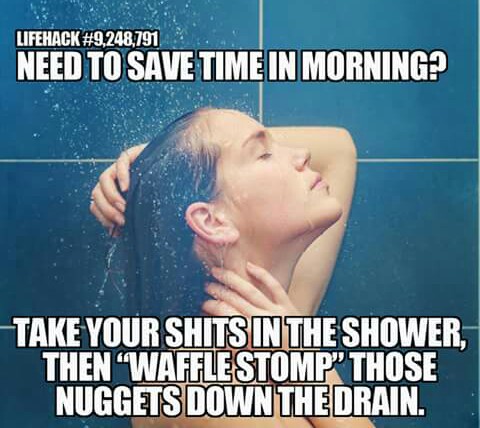 LIFEHACK #9,248,791
NEED TO SAVE TIME IN MORNING?
TAKE YOUR SHITS IN THE SHOWER,
THEN "WAFFLE STOMP" THOSE
NUGGETS DOWN THE DRAIN.